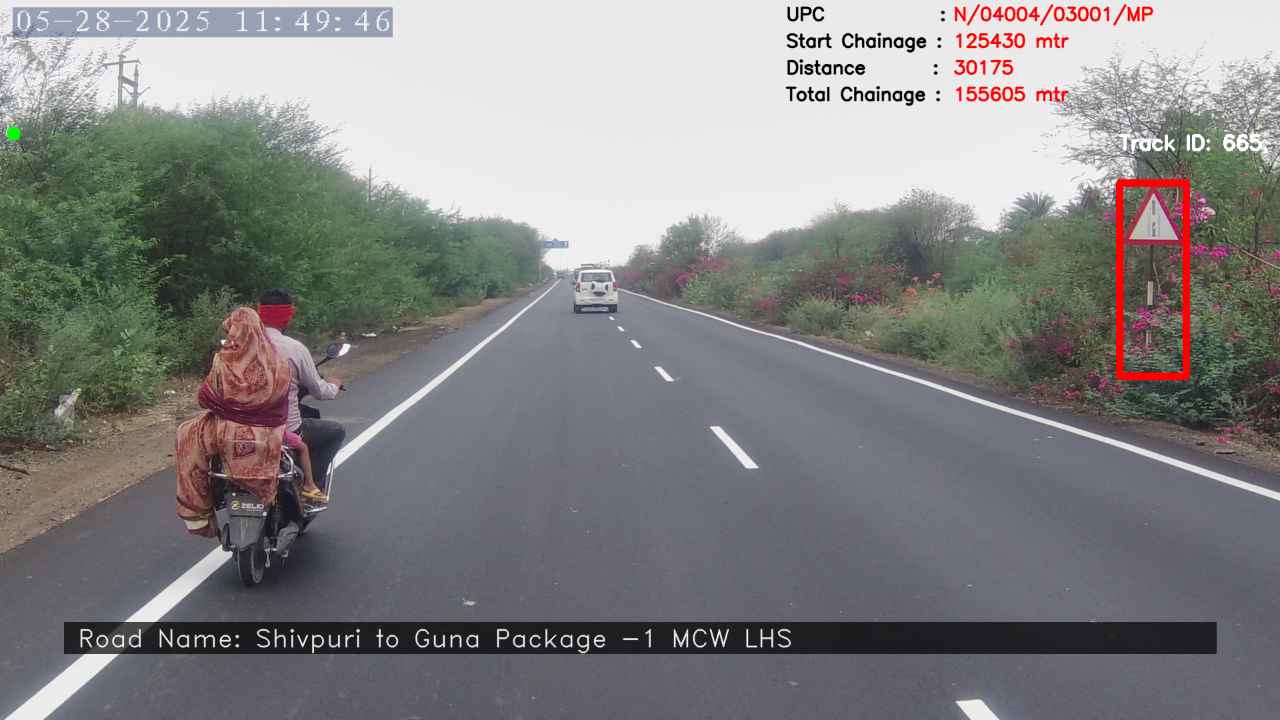 05-28-2025 11:49:46
UPC : N/04004/03001/MP
Start Chainage : 125430 mtr
Distance : 30175
Total Chainage : 155605 mtr
Track ID: 665,
ZELIO
Road Name: Shivpuri to Guna Package -1 MCW LHS